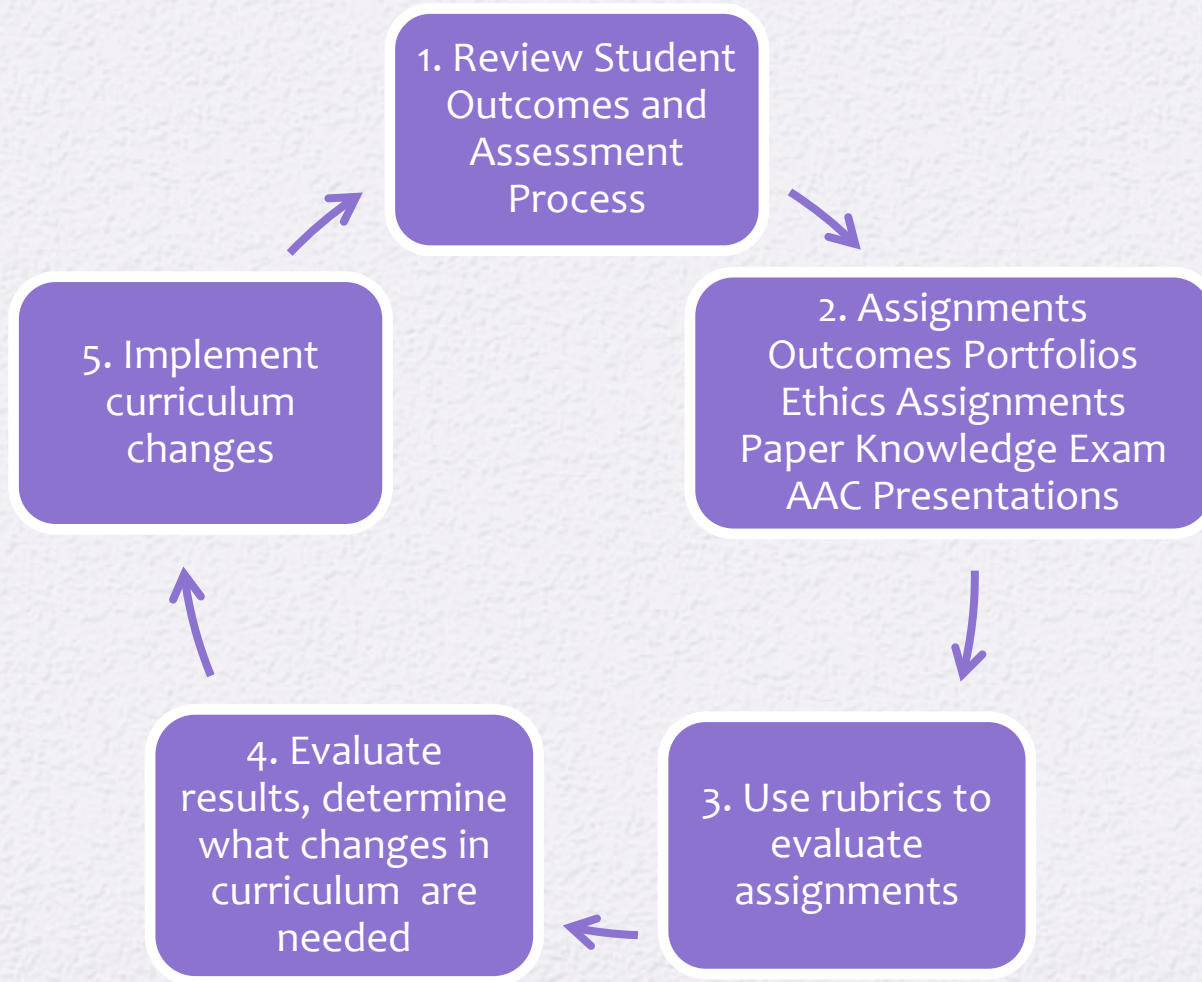 1. Review Student
Outcomes and
Assessment
Process
2. Assignments
Outcomes Portfolios
Ethics Assignments
Paper Knowledge Exam
AAC Presentations
3. Use rubrics to
evaluate
assignments
4. Evaluate
results, determine
what changes in
curriculum are
needed
5. Implement
curriculum
changes